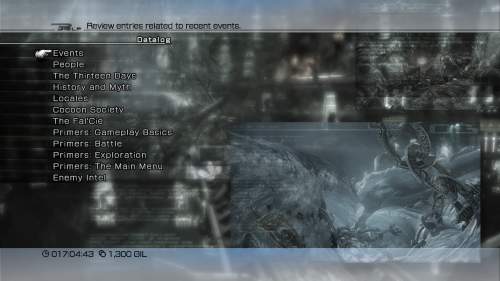 Review entries related to recent events.
Datalog
Events
People
The Thirteen Days
History and Myth
Locales
Cocoon Society
The Fal'Cie
Primers: Gameplay Basics
Primers: Battle
Primers: Exploration
Primers: The Main Menu
Enemy Intel
017:04:43 1,300 GIL